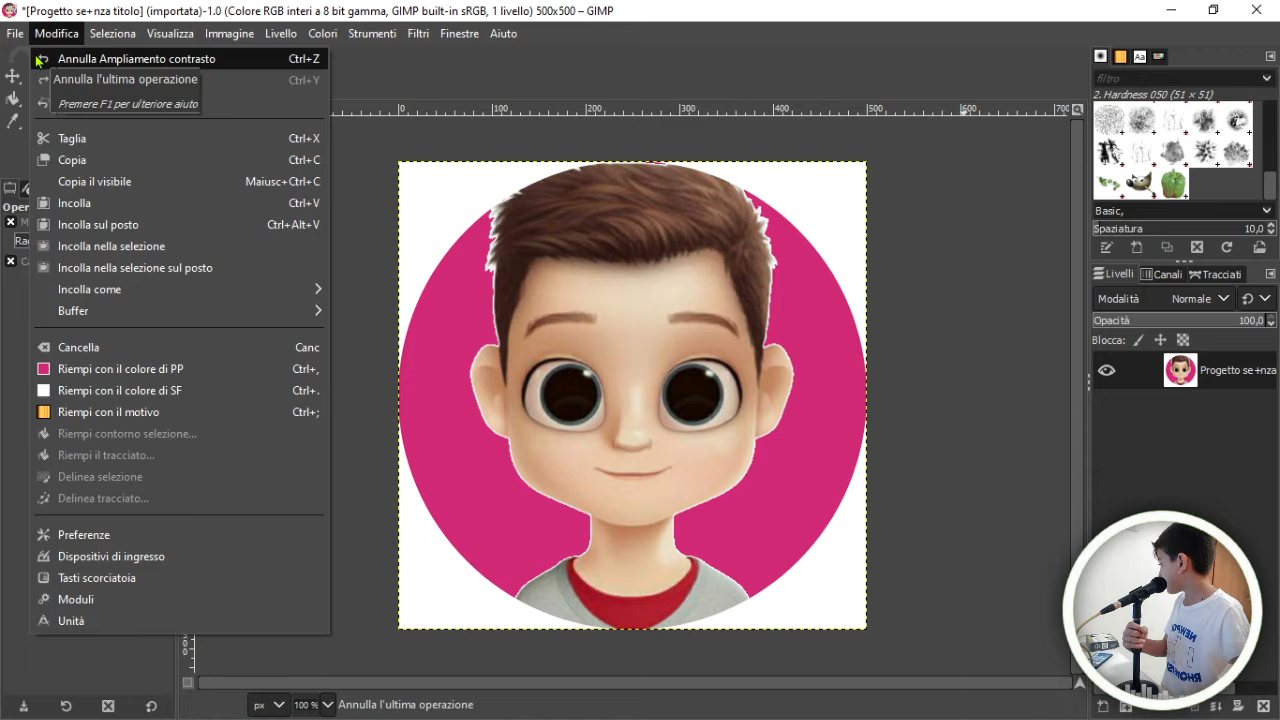 *[Progetto se+nza titolo] (importata)-1.0 (Colore RGB interi a 8 bit gamma, GIMP built-in sRGB, 1 livello) 500x500 – GIMP
File Modifica Seleziona Visualizza Immagine Livello Colori Strumenti Filtri Finestre Aiuto
Annulla Ampliamento contrasto Ctrl+Z
Annulla l'ultima operazione Ctrl+Y
Premere F1 per ulteriore aiuto
Taglia Ctrl+X
Copia Ctrl+C
Copia il visibile Maiusc+Ctrl+C
Incolla Ctrl+V
Incolla sul posto Ctrl+Alt+V
Incolla nella selezione
Incolla nella selezione sul posto
Incolla come
Buffer
Cancella Canc
Riempi con il colore di PP Ctrl+,
Riempi con il colore di SF Ctrl+.
Riempi con il motivo Ctrl+;
Riempi contorno selezione...
Riempi il tracciato...
Delinea selezione
Delinea tracciato...
Preferenze
Dispositivi di ingresso
Tasti scorciatoia
Moduli
Unità
Ope
0 100 200 300 400 500 600 700
px 100 % Annulla l'ultima operazione
Aa
filtro
2. Hardness 050 (51 × 51)
Basic,
Spaziatura 10,0
Livelli Canali Tracciati
Modalità Normale
Opacità 100,0
Blocca:
Progetto se+nza